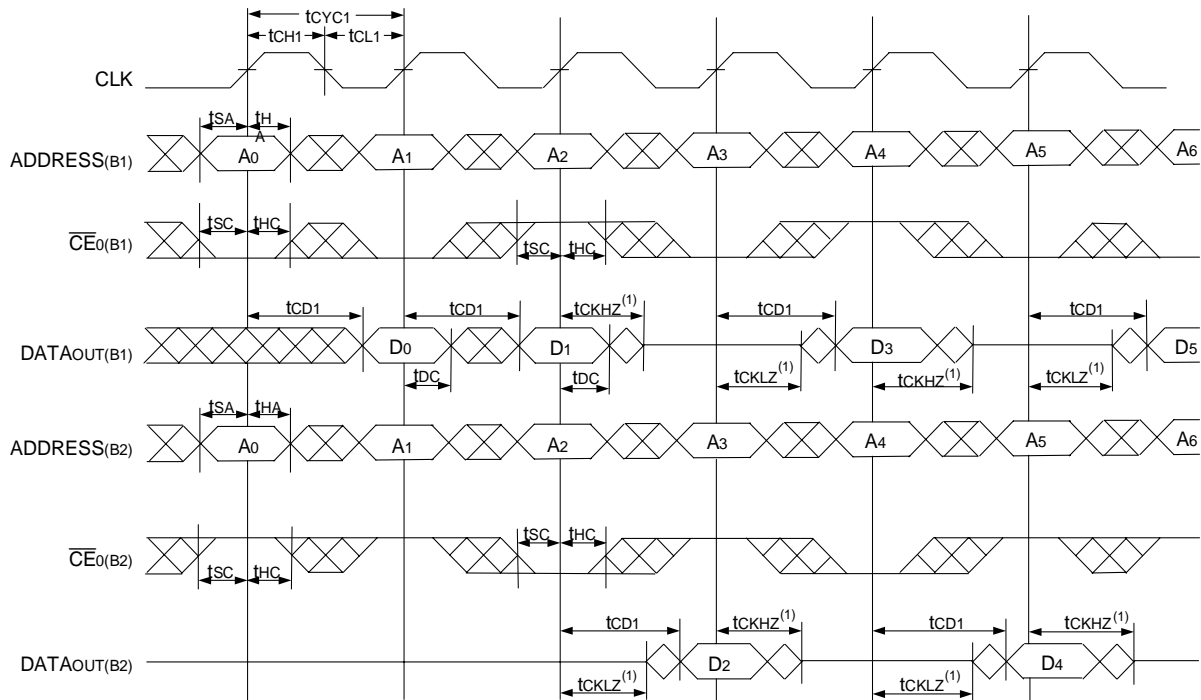 tCYC1
tCH1 tCL1
CLK
tSA tH
A
ADDRESS(B1) A0 A1 A2 A3 A4 A5 A6
tSC tHC tSC tHC
CE0(B1)
tCD1 tCD1 tCKHZ(1) tCD1 tCD1
DATAOUT(B1) D0 D1 D3 D5
tDC tDC tCKLZ(1) tCKHZ(1) tCKLZ(1)
tSA tHA
ADDRESS(B2) A0 A1 A2 A3 A4 A5 A6
tSC tHC
CE0(B2)
tSC tHC
tCD1 tCKHZ(1) tCD1 tCKHZ(1)
DATAOUT(B2) D2 D4
tCKLZ(1) tCKLZ(1)